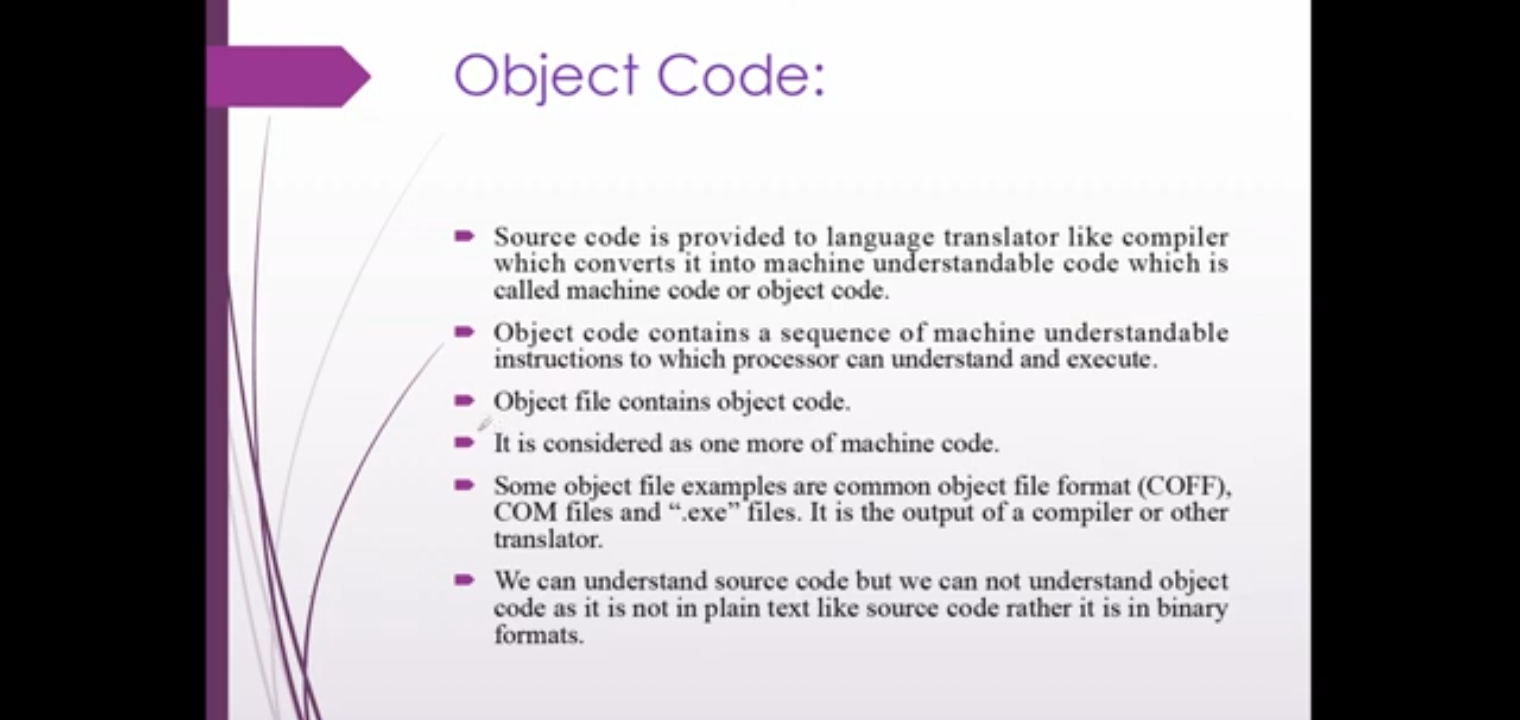 Object Code:
Source code is provided to language translator like compiler
which converts it into machine understandable code which is
called machine code or object code.
Object code contains a sequence of machine understandable
instructions to which processor can understand and execute.
Object file contains object code.
It is considered as one more of machine code.
Some object file examples are common object file format (COFF),
COM files and “.exe” files. It is the output of a compiler or other
translator.
We can understand source code but we can not understand object
code as it is not in plain text like source code rather it is in binary
formats.